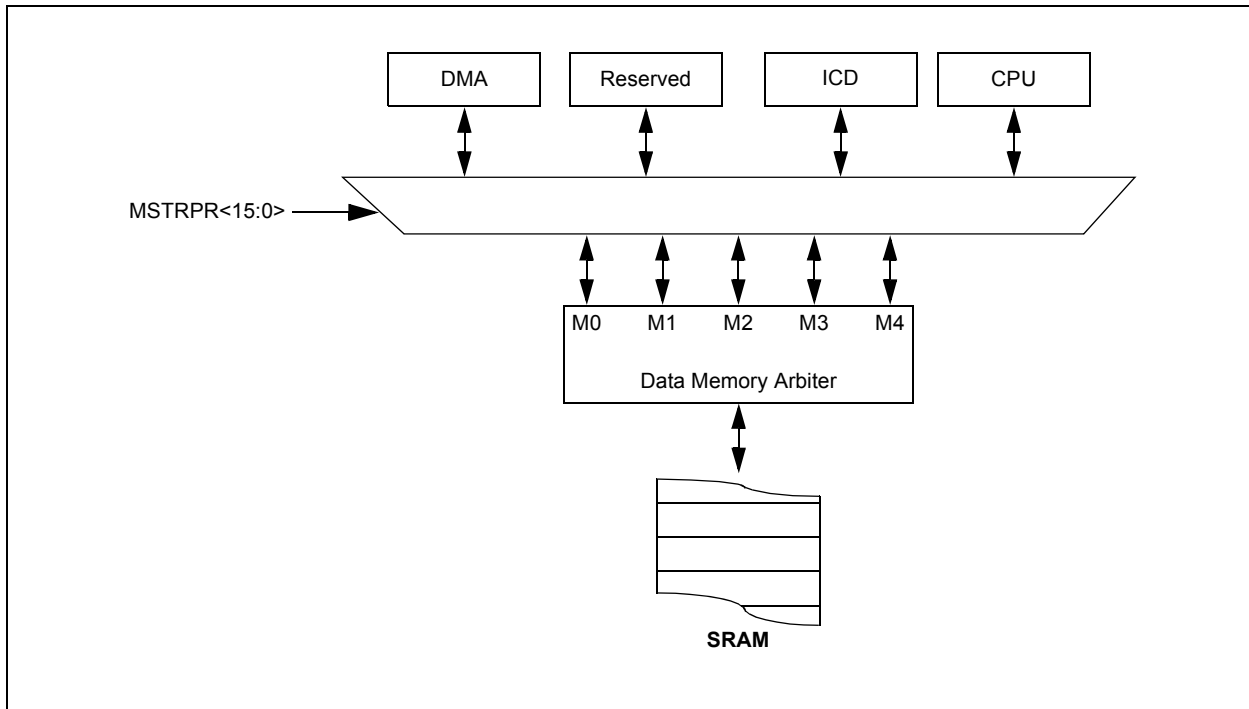 DMA Reserved ICD CPU
MSTRPR<15:0>
M0 M1 M2 M3 M4
Data Memory Arbiter
SRAM